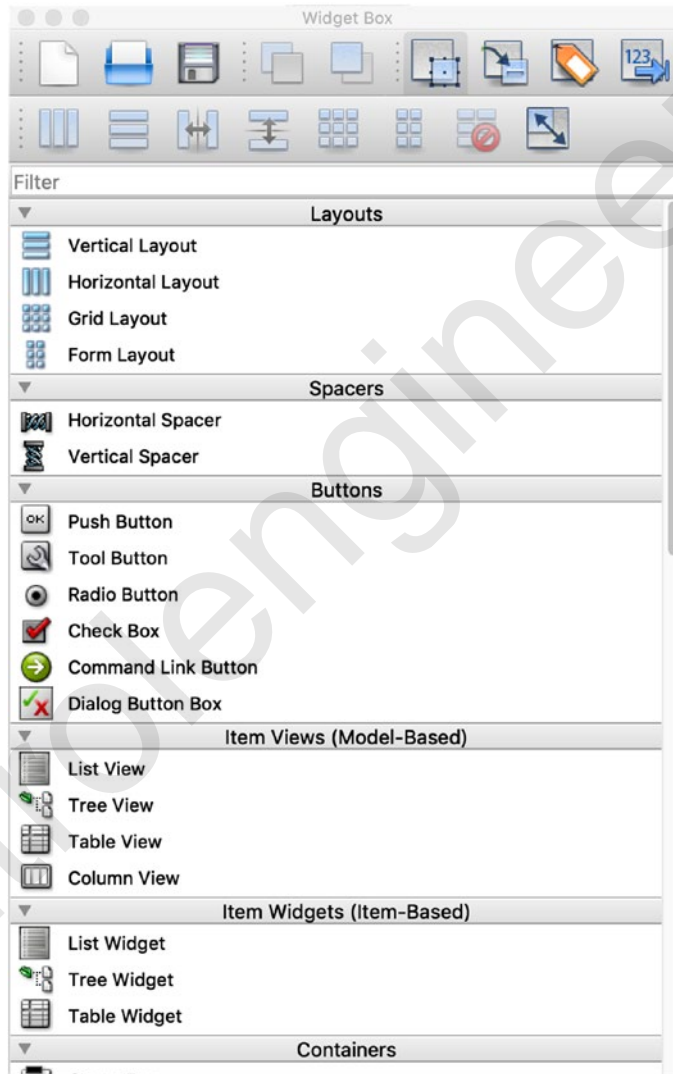 Widget Box
123
Filter
Layouts
Vertical Layout
Horizontal Layout
Grid Layout
Form Layout
Spacers
Horizontal Spacer
Vertical Spacer
Buttons
OK
Push Button
Tool Button
Radio Button
Check Box
Command Link Button
Dialog Button Box
Item Views (Model-Based)
List View
Tree View
Table View
Column View
Item Widgets (Item-Based)
List Widget
Tree Widget
Table Widget
Containers